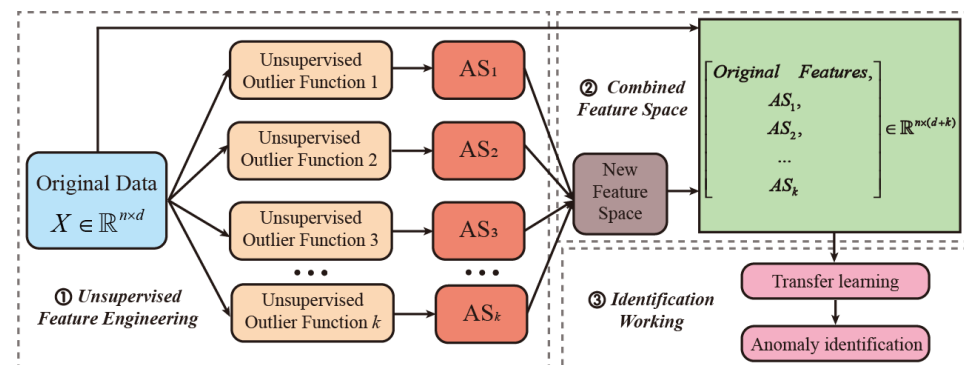 Original Data
X ∈ ℝ^{n×d}
① Unsupervised
Feature Engineering
Unsupervised
Outlier Function 1
AS₁
Unsupervised
Outlier Function 2
AS₂
Unsupervised
Outlier Function 3
AS₃
•••
•••
Unsupervised
Outlier Function k
ASₖ
New
Feature
Space
② Combined
Feature Space
Original Features,
AS₁,
AS₂,
...
ASₖ
∈ ℝ^{n×(d+k)}
③ Identification
Working
Transfer learning
Anomaly identification